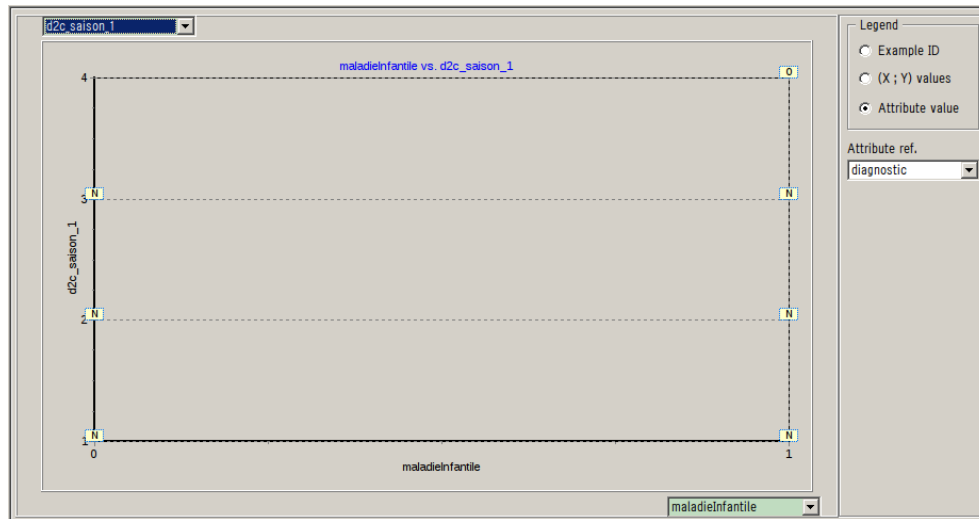 d2c_saison_1
maladieInfantile vs. d2c_saison_1
4
O
N
3
N
d2c_saison_1
N
2
N
N
1
N
0
1
maladieInfantile
maladieInfantile
Legend
Example ID
(X ; Y) values
Attribute value
Attribute ref.
diagnostic